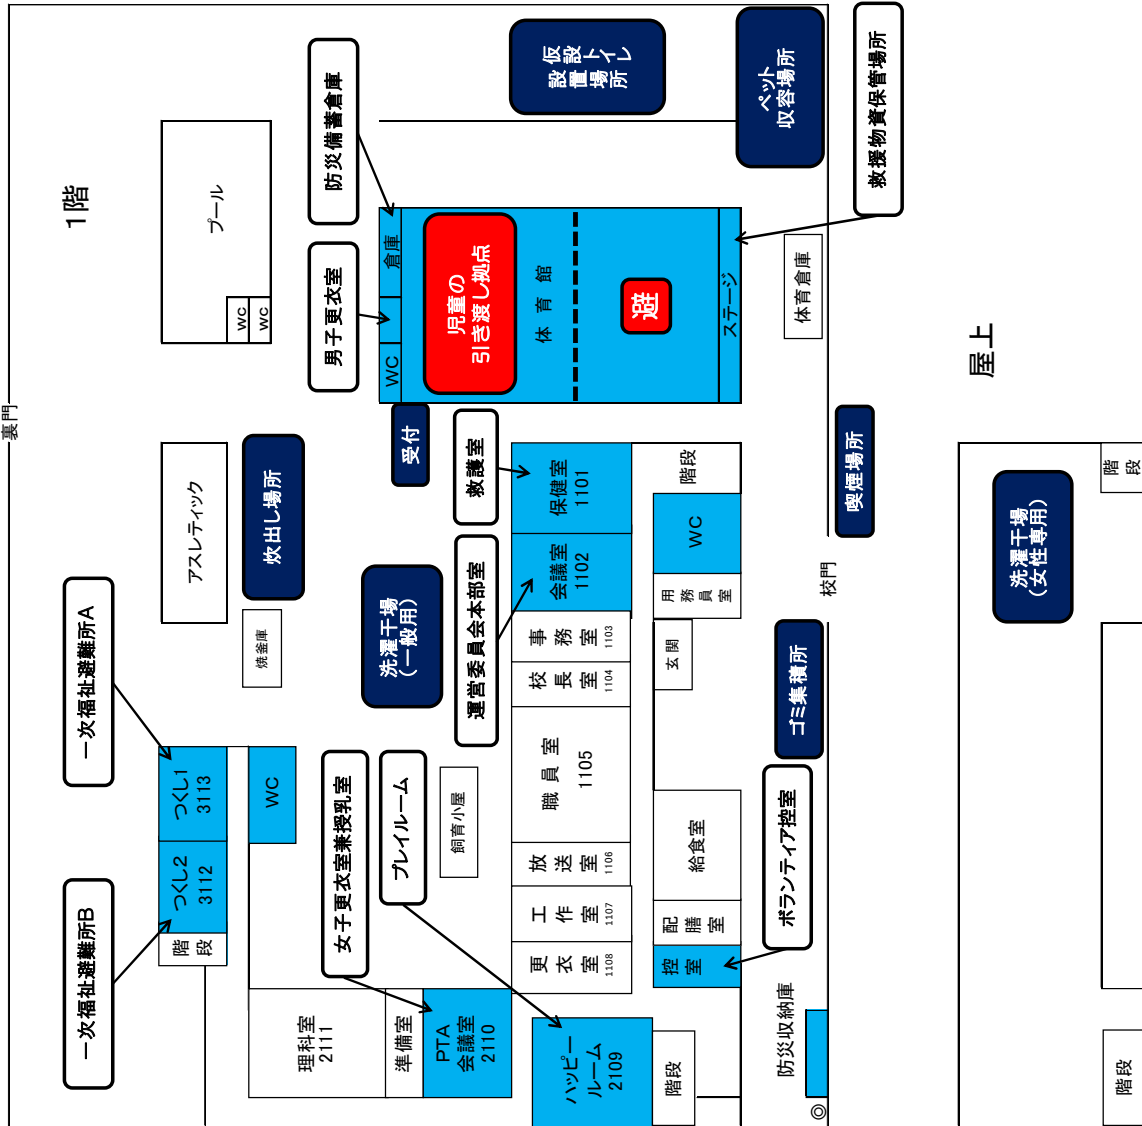 1階
屋上
裏門
校門
プール
WC
WC
防災備蓄倉庫
男子更衣室
倉庫
WC
児童の
引き渡し拠点
体育館
避
ステージ
仮設トイレ
設置場所
ペット
収容場所
救援物資保管場所
体育倉庫
アスレティック
炊出し場所
受付
救護室
保健室
1101
階段
喫煙場所
焼釜庫
洗濯干場
(一般用)
運営委員会本部室
会議室
1102
WC
用務員室
事務室
1103
校長室
1104
玄関
ゴミ集積所
職員室
1105
一次福祉避難所A
つくし1
3113
WC
一次福祉避難所B
つくし2
3112
階段
女子更衣室兼授乳室
プレイルーム
飼育小屋
放送室
1106
給食室
ボランティア控室
工作室
1107
配膳室
更衣室
1108
控室
理科室
2111
準備室
PTA
会議室
2110
ハッピー
ルーム
2109
階段
防災収納庫
◎
洗濯干場
(女性専用)
階段
階段